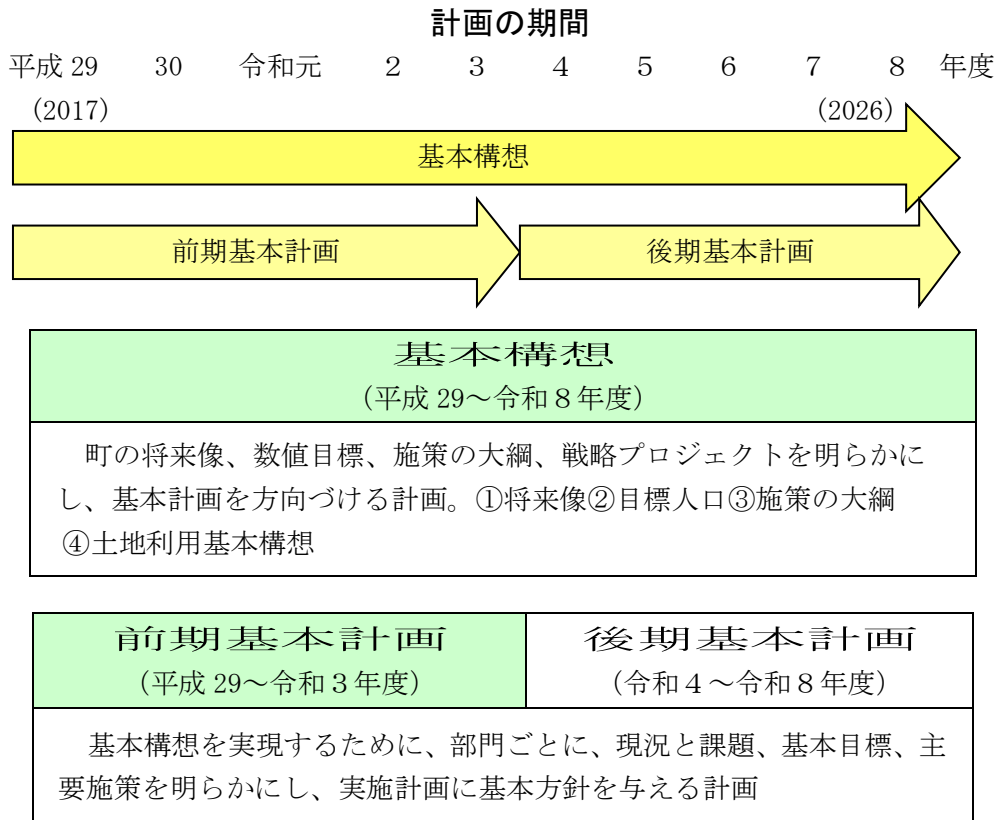 計画の期間
平成 29 30 令和元 2 3 4 5 6 7 8 年度
(2017) (2026)
基本構想
前期基本計画 後期基本計画
基本構想
(平成 29~令和8年度)
町の将来像、数値目標、施策の大綱、戦略プロジェクトを明らかに
し、基本計画を方向づける計画。①将来像②目標人口③施策の大綱
④土地利用基本構想
前期基本計画 後期基本計画
(平成 29~令和3年度) (令和4~令和8年度)
基本構想を実現するために、部門ごとに、現況と課題、基本目標、主
要施策を明らかにし、実施計画に基本方針を与える計画